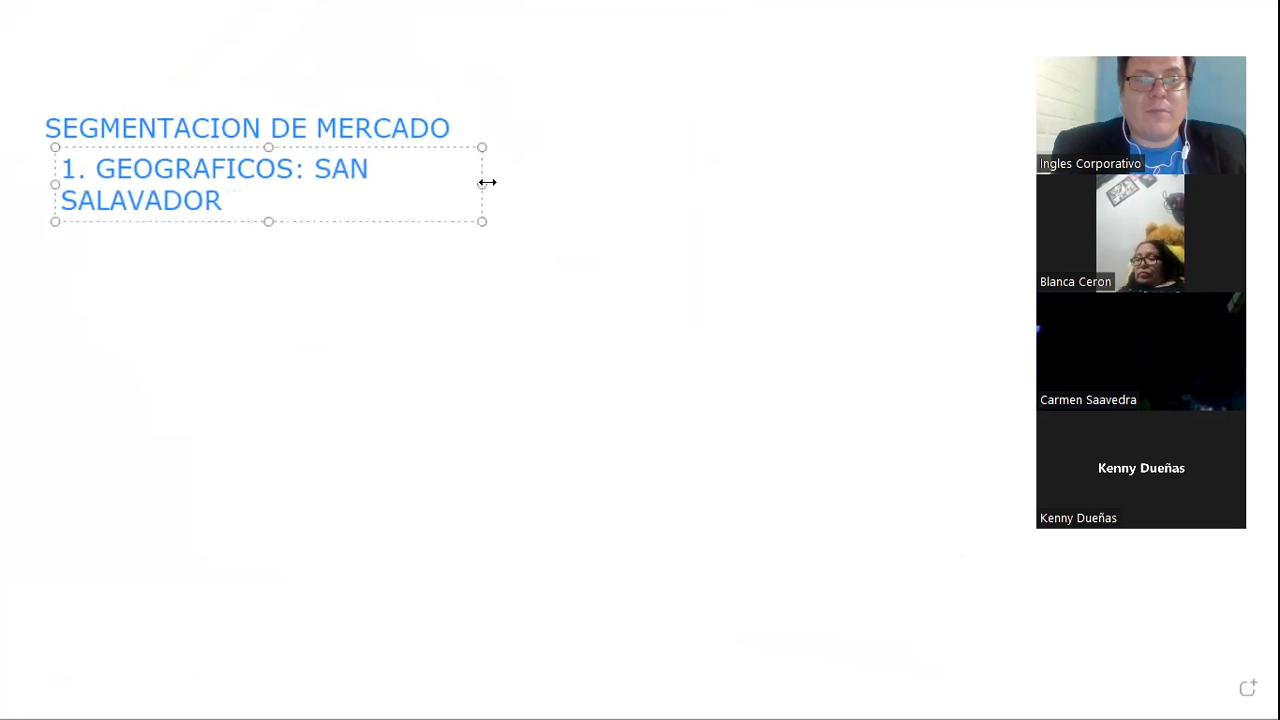 SEGMENTACION DE MERCADO
1. GEOGRAFICOS: SAN
SALAVADOR
Ingles Corporativo
Blanca Ceron
Carmen Saavedra
Kenny Dueñas
Kenny Dueñas